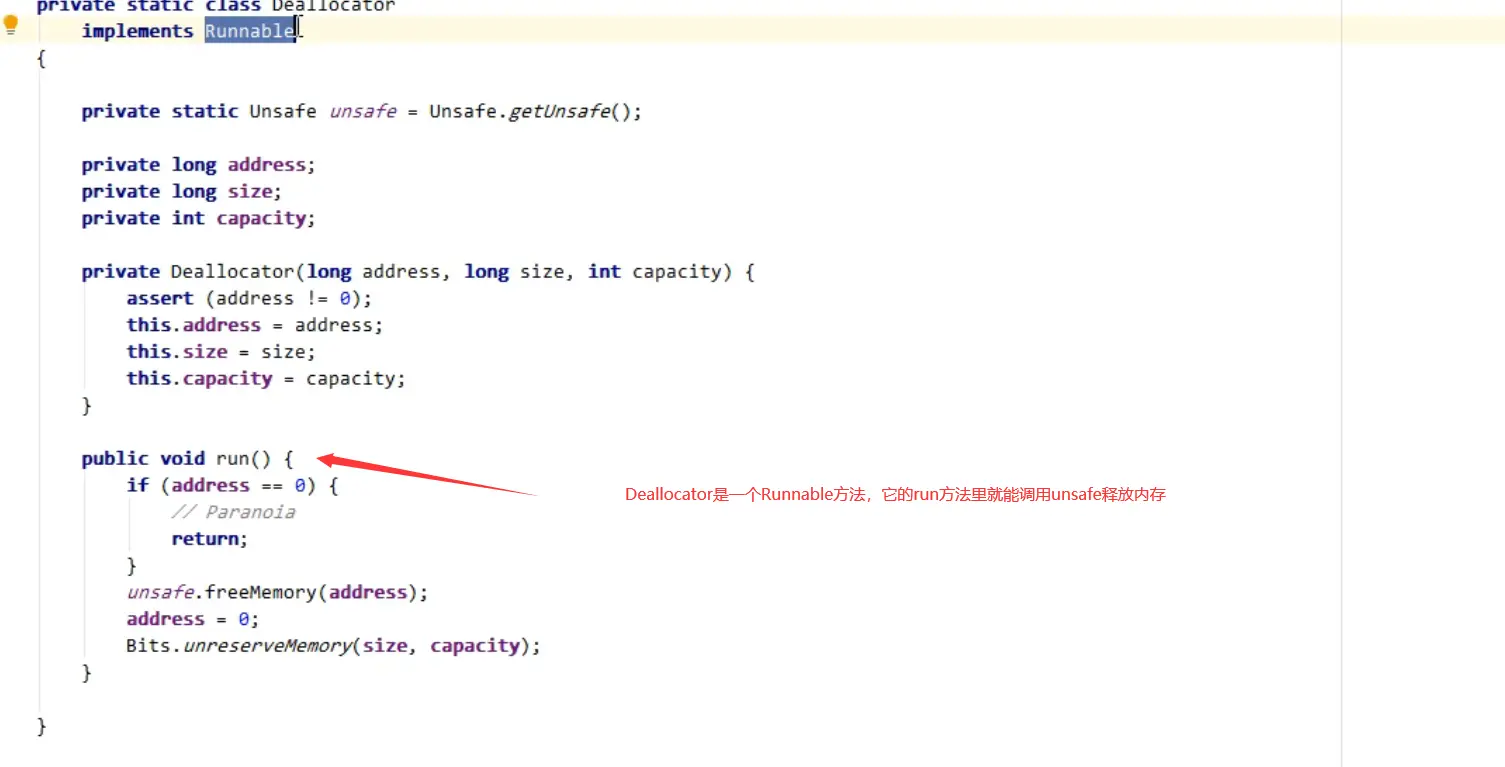 private static class Deallocator
implements Runnable
{
private static Unsafe unsafe = Unsafe.getUnsafe();
private long address;
private long size;
private int capacity;
private Deallocator(long address, long size, int capacity) {
assert (address != 0);
this.address = address;
this.size = size;
this.capacity = capacity;
}
public void run() {
if (address == 0) {
Deallocator是一个Runnable方法，它的run方法里就能调用unsafe释放内存
// Paranoia
return;
}
unsafe.freeMemory(address);
address = 0;
Bits.unreserveMemory(size, capacity);
}
}